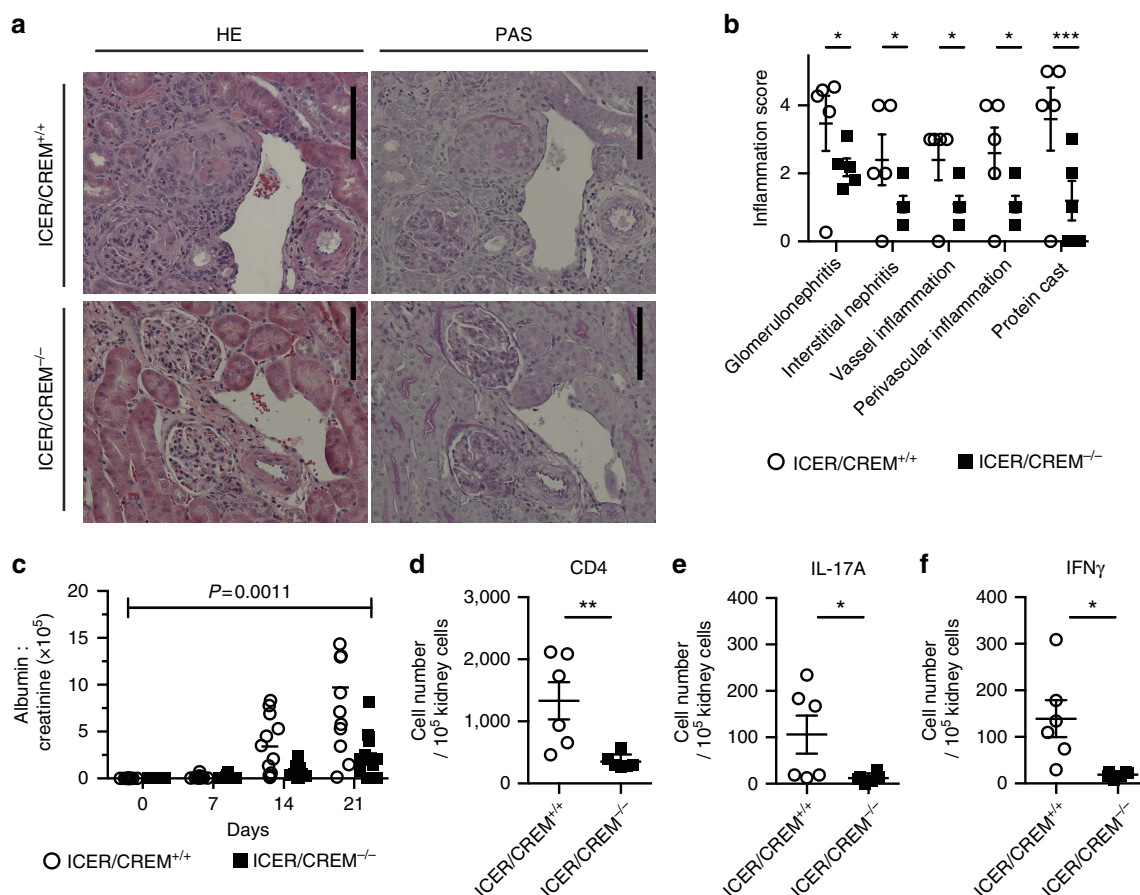 a
HE
PAS
ICER/CREM+/+
ICER/CREM−/−
b
* * * * ***
Inflammation score
4
2
0
Glomerulonephritis
Interstitial nephritis
Vessel inflammation
Perivascular inflammation
Protein cast
ICER/CREM+/+ ICER/CREM−/−
c
P=0.0011
Albumin :
creatinine (×10⁵)
20
15
10
5
0
0 7 14 21
Days
ICER/CREM+/+ ICER/CREM−/−
d
CD4
**
Cell number
/ 10⁵ kidney cells
3,000
2,000
1,000
0
ICER/CREM+/+
ICER/CREM−/−
e
IL-17A
*
Cell number
/ 10⁵ kidney cells
400
300
200
100
0
ICER/CREM+/+
ICER/CREM−/−
f
IFNγ
*
Cell number
/ 10⁵ kidney cells
400
300
200
100
0
ICER/CREM+/+
ICER/CREM−/−